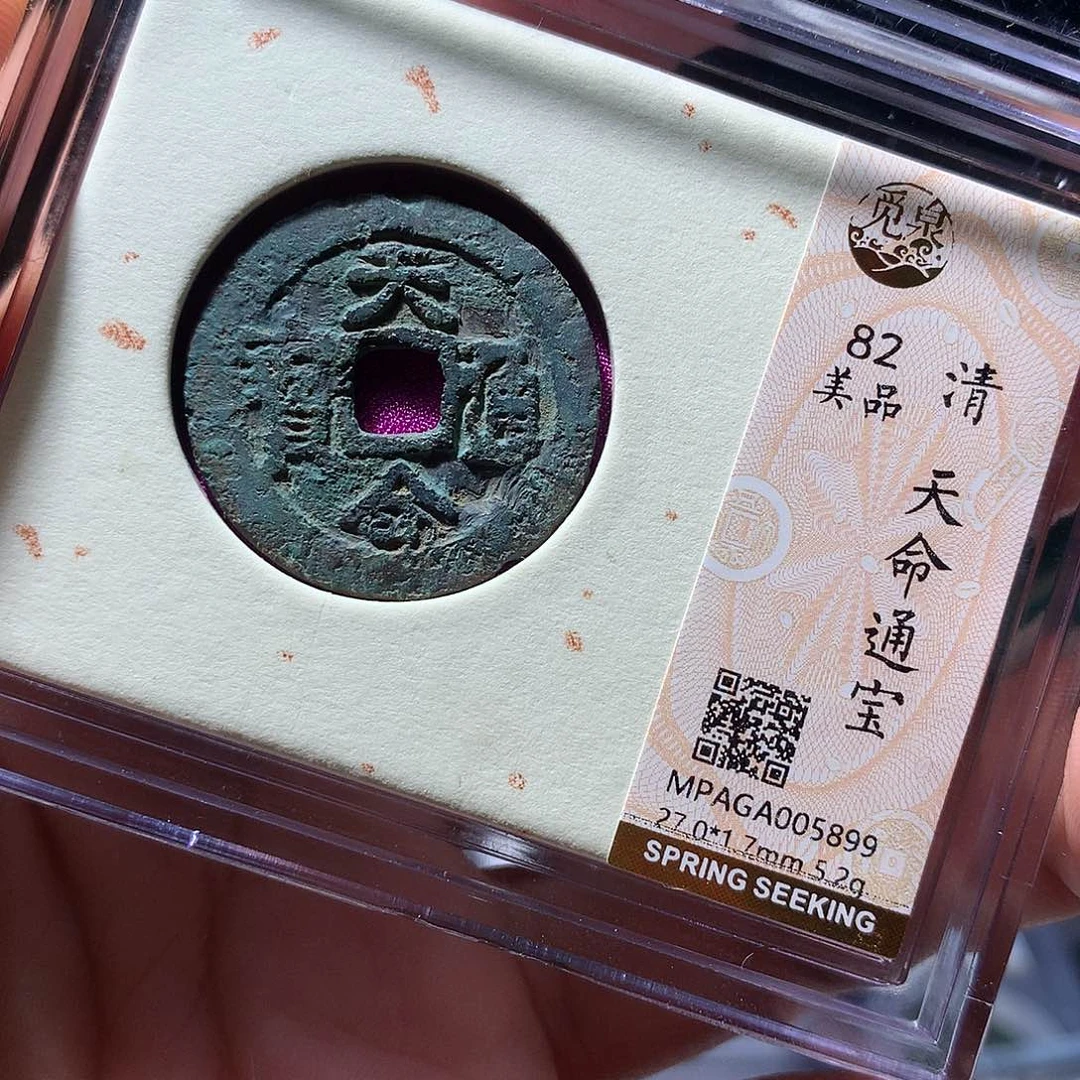 天命通寶
觅泉
82
美品
清 天命通宝
MPAGA005899
27.0*1.7mm 5.2g
SPRING SEEKING